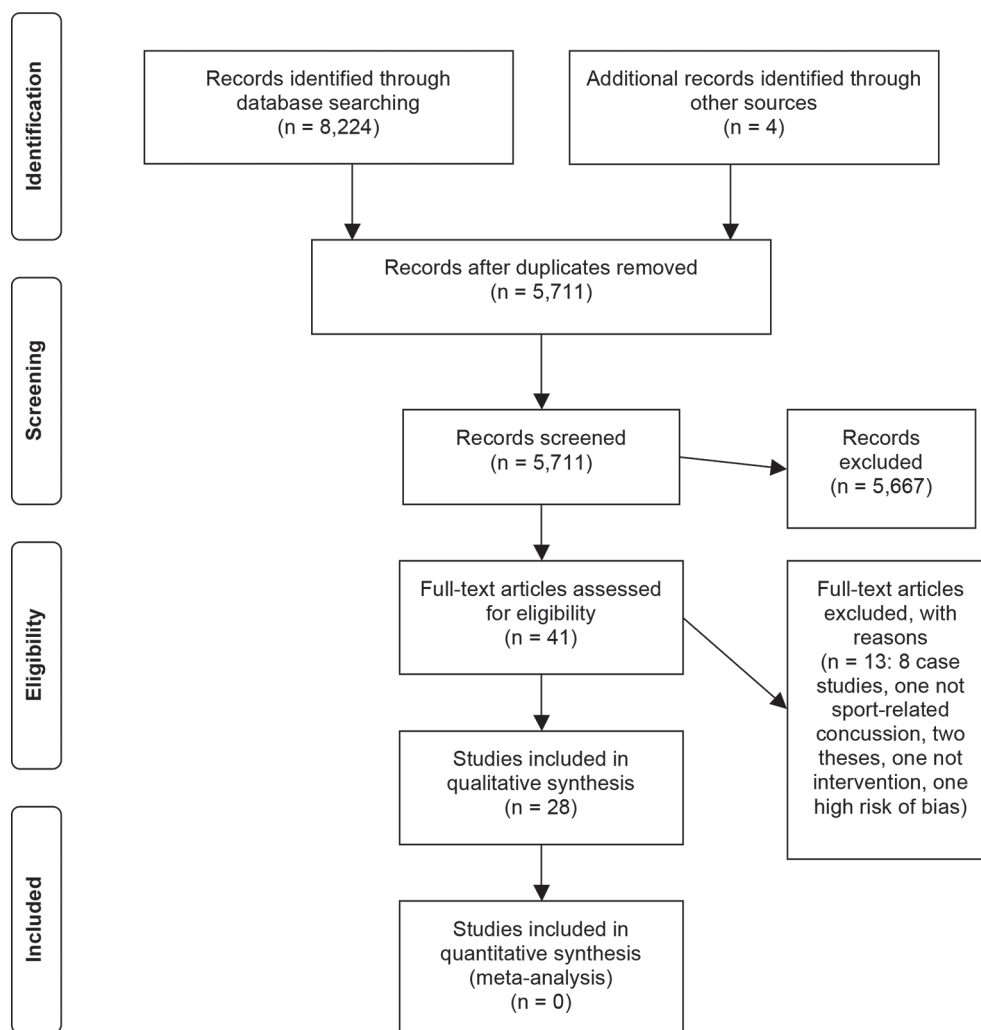 Identification
Records identified through
database searching
(n = 8,224)
Additional records identified through
other sources
(n = 4)
Records after duplicates removed
(n = 5,711)
Screening
Records screened
(n = 5,711)
Records
excluded
(n = 5,667)
Eligibility
Full-text articles assessed
for eligibility
(n = 41)
Full-text articles
excluded, with
reasons
(n = 13: 8 case
studies, one not
sport-related
concussion, two
theses, one not
intervention, one
high risk of bias)
Studies included in
qualitative synthesis
(n = 28)
Included
Studies included in
quantitative synthesis
(meta-analysis)
(n = 0)